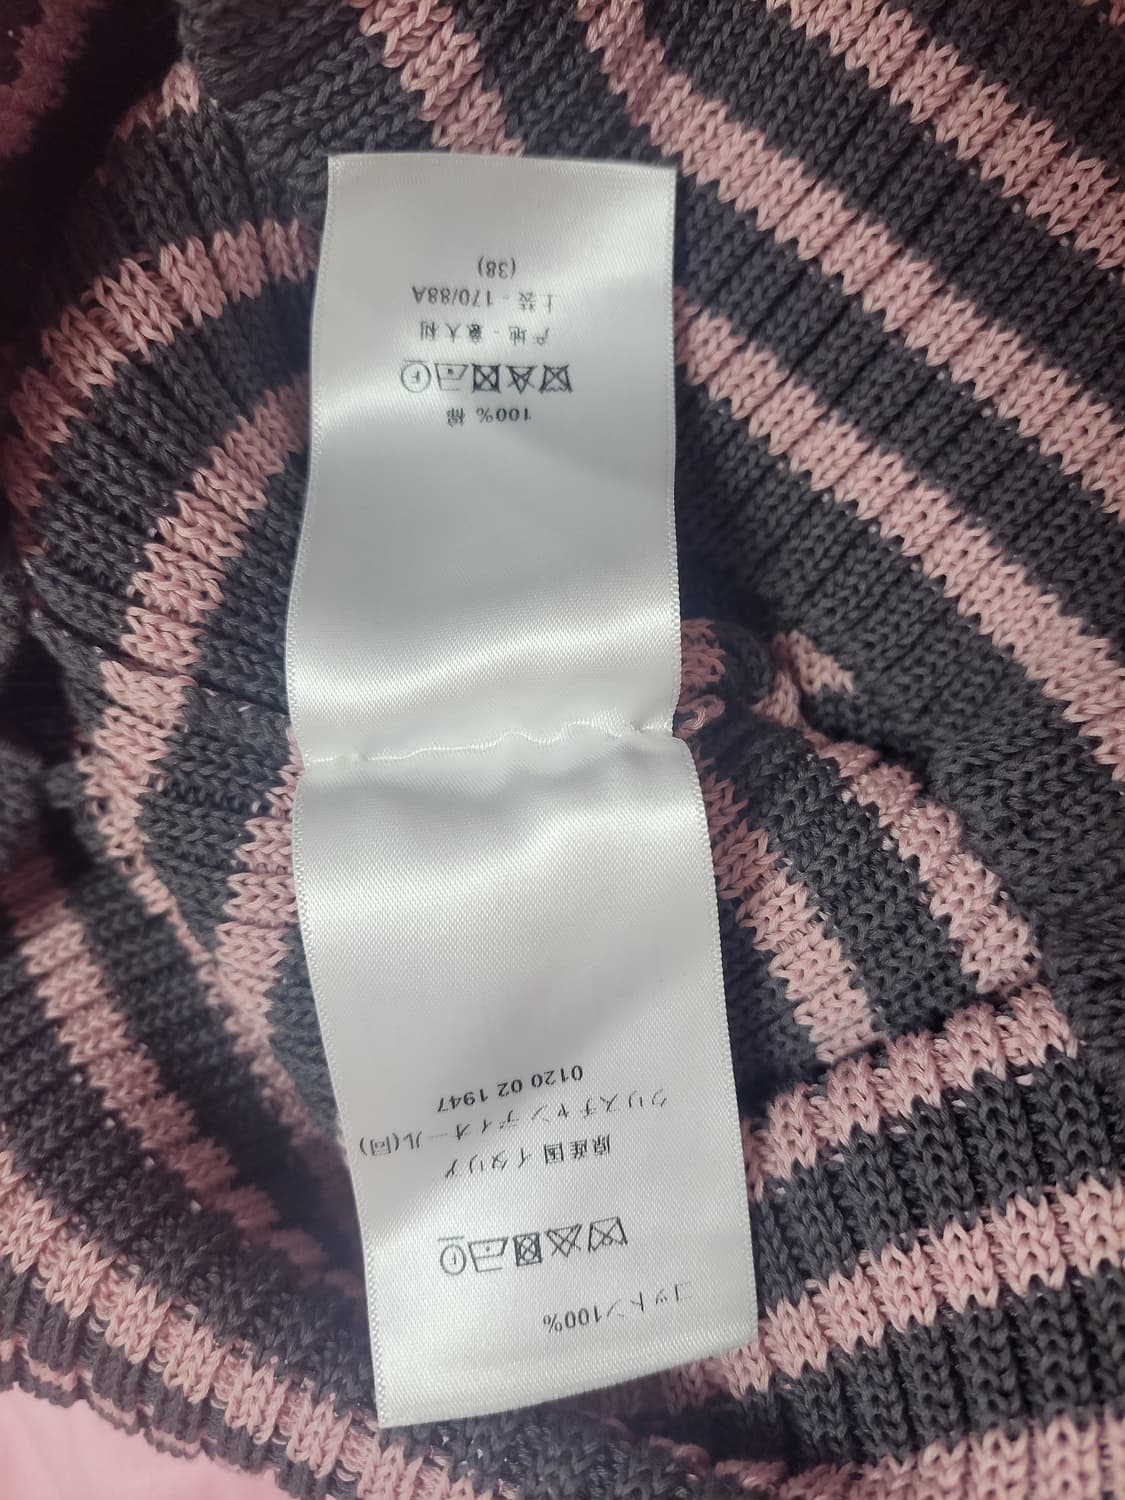 コットン100%
原産国 イタリア
クリスチャン ディオール(同)
0120 02 1947
100% 棉
产地 - 意大利
上装 - 170/88A
(38)